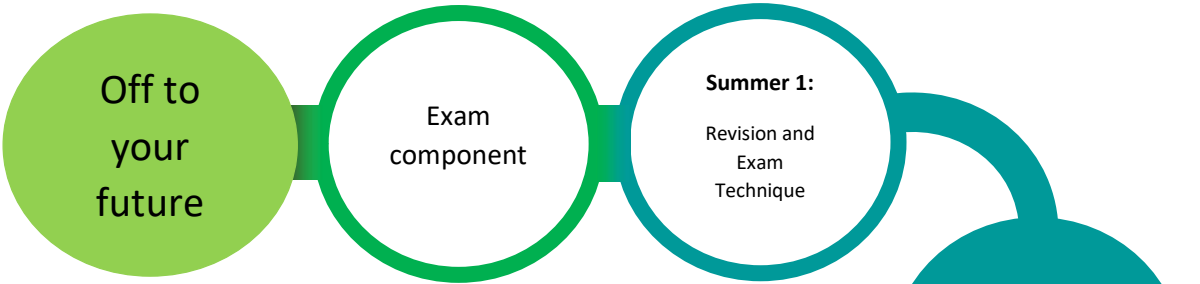 Off to
your
future
Exam
component
Summer 1:
Revision and
Exam
Technique